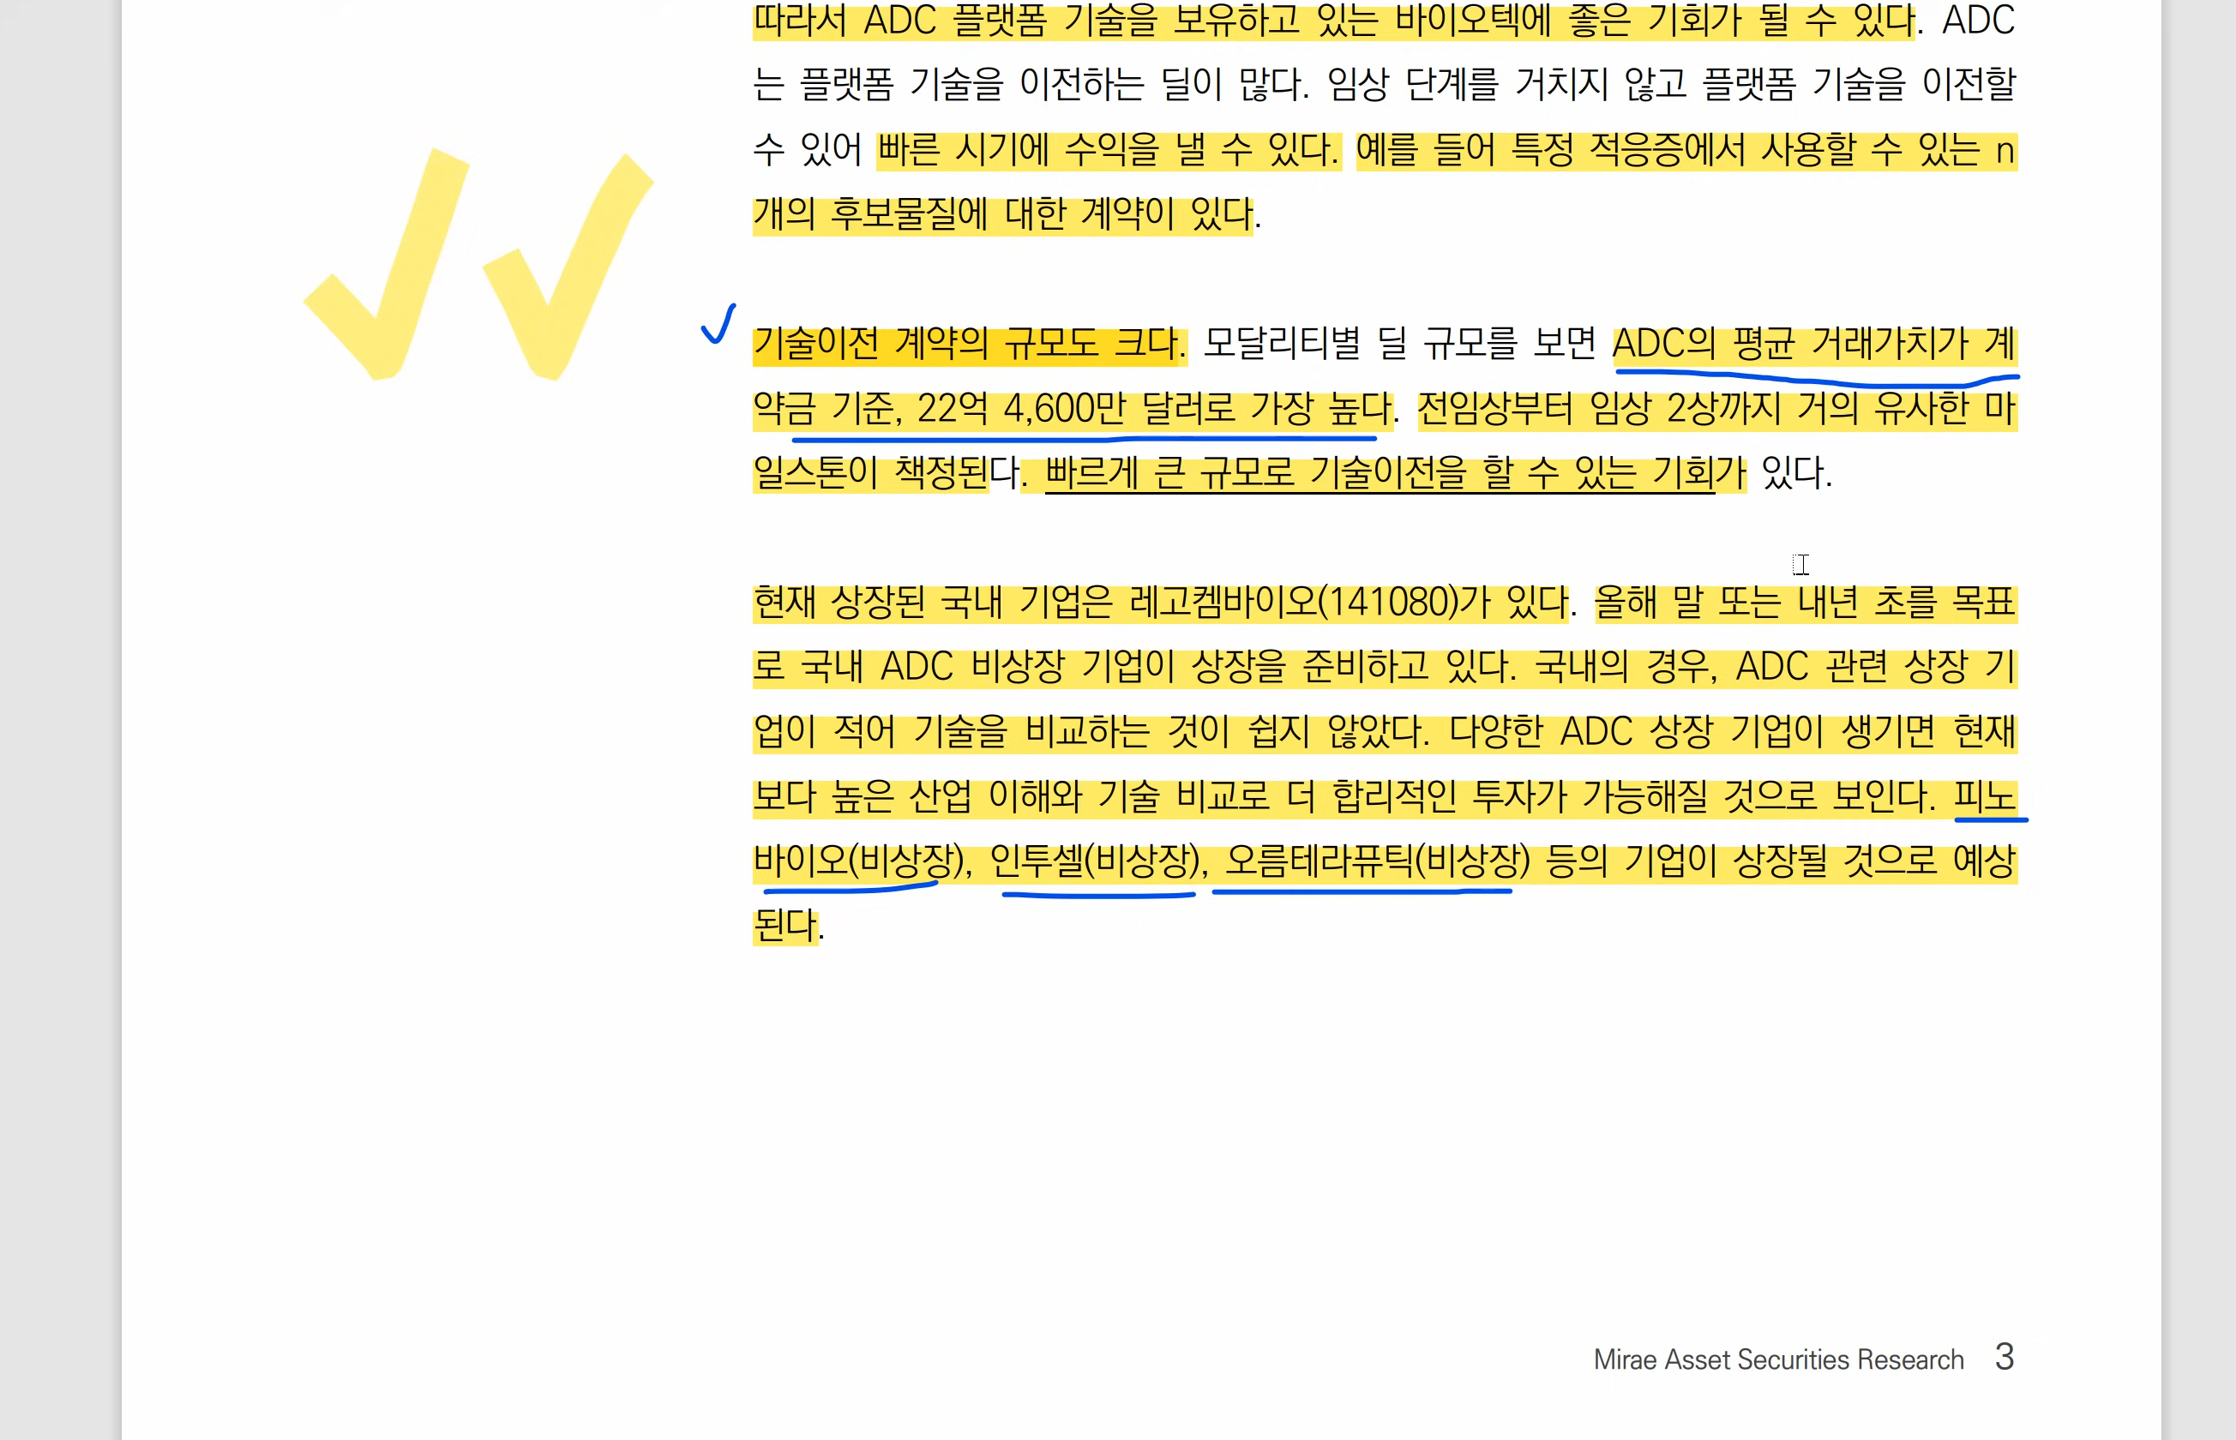 따라서 ADC 플랫폼 기술을 보유하고 있는 바이오텍에 좋은 기회가 될 수 있다. ADC
는 플랫폼 기술을 이전하는 딜이 많다. 임상 단계를 거치지 않고 플랫폼 기술을 이전할
수 있어 빠른 시기에 수익을 낼 수 있다. 예를 들어 특정 적응증에서 사용할 수 있는 n
개의 후보물질에 대한 계약이 있다.
기술이전 계약의 규모도 크다. 모달리티별 딜 규모를 보면 ADC의 평균 거래가치가 계
약금 기준, 22억 4,600만 달러로 가장 높다. 전임상부터 임상 2상까지 거의 유사한 마
일스톤이 책정된다. 빠르게 큰 규모로 기술이전을 할 수 있는 기회가 있다.
현재 상장된 국내 기업은 레고켐바이오(141080)가 있다. 올해 말 또는 내년 초를 목표
로 국내 ADC 비상장 기업이 상장을 준비하고 있다. 국내의 경우, ADC 관련 상장 기
업이 적어 기술을 비교하는 것이 쉽지 않았다. 다양한 ADC 상장 기업이 생기면 현재
보다 높은 산업 이해와 기술 비교로 더 합리적인 투자가 가능해질 것으로 보인다. 피노
바이오(비상장), 인투셀(비상장), 오름테라퓨틱(비상장) 등의 기업이 상장될 것으로 예상
된다.
Mirae Asset Securities Research 3